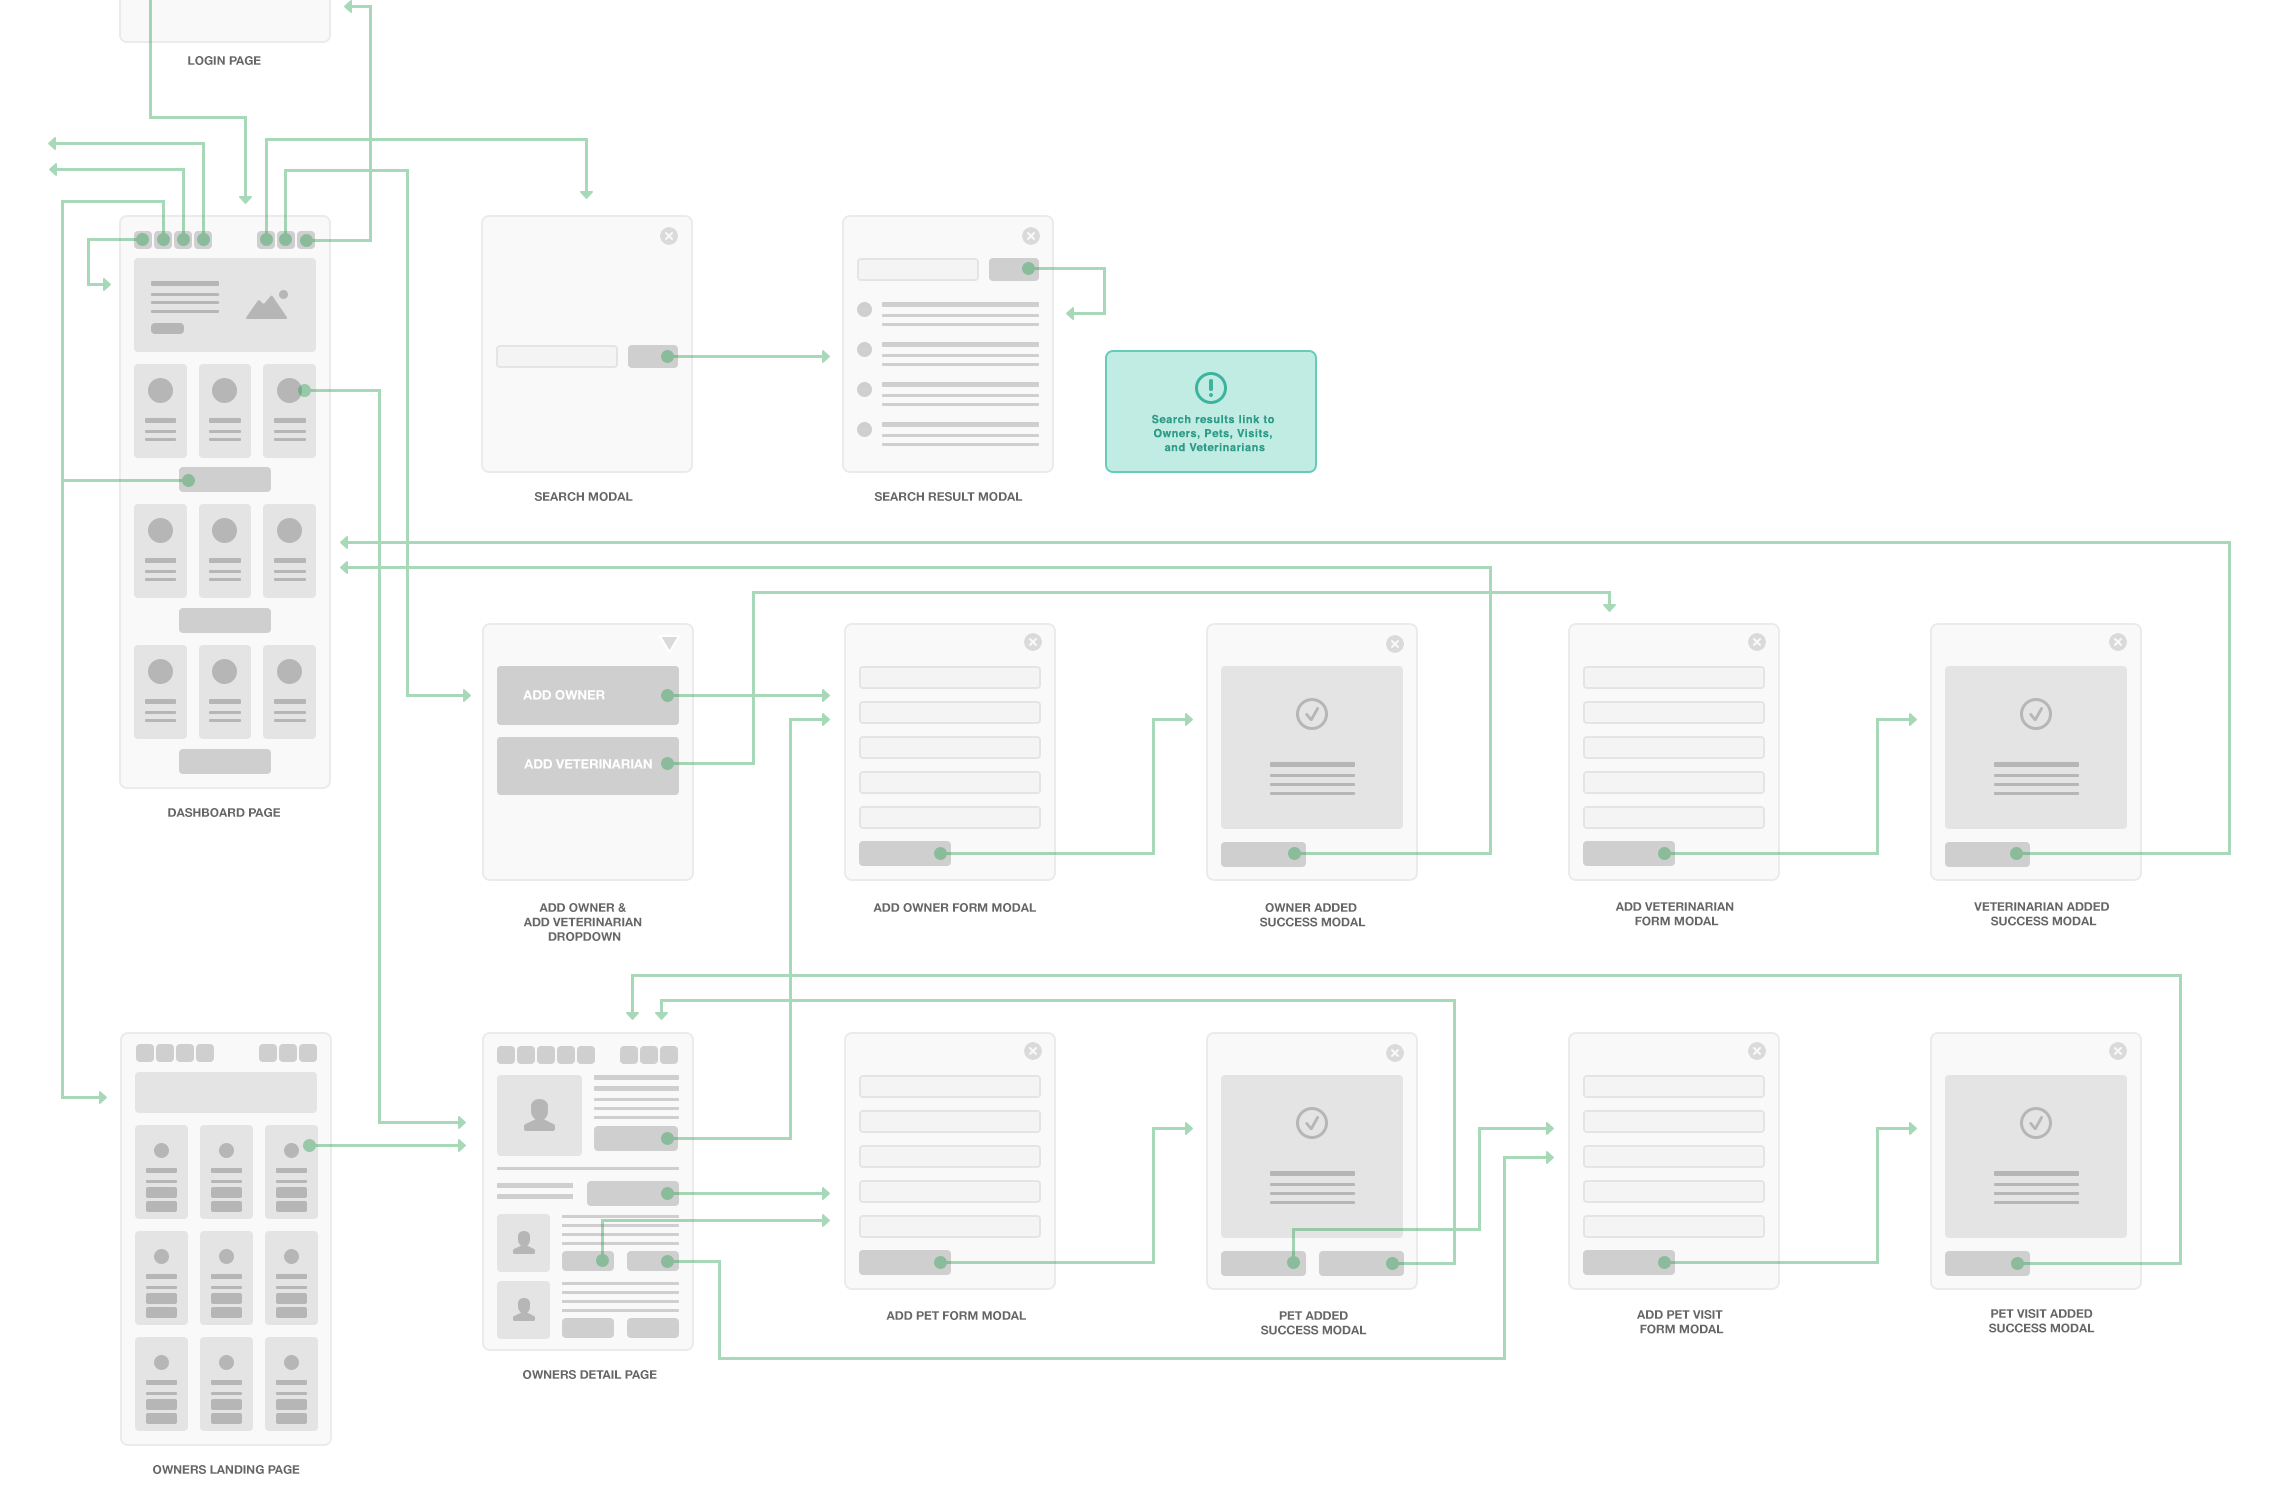 LOGIN PAGE
Search results link to
Owners, Pets, Visits,
and Veterinarians
SEARCH MODAL
SEARCH RESULT MODAL
ADD OWNER
ADD VETERINARIAN
DASHBOARD PAGE
ADD OWNER &
ADD VETERINARIAN
DROPDOWN
ADD OWNER FORM MODAL
OWNER ADDED
SUCCESS MODAL
ADD VETERINARIAN
FORM MODAL
VETERINARIAN ADDED
SUCCESS MODAL
ADD PET FORM MODAL
PET ADDED
SUCCESS MODAL
ADD PET VISIT
FORM MODAL
PET VISIT ADDED
SUCCESS MODAL
OWNERS DETAIL PAGE
OWNERS LANDING PAGE